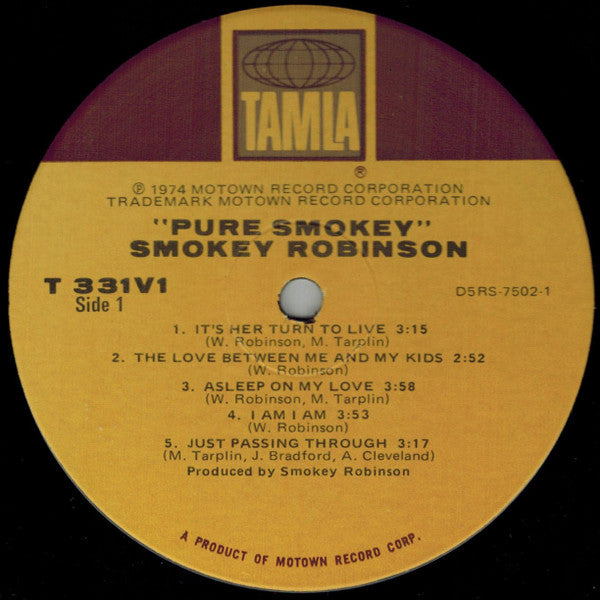 TAMLA
®
℗ 1974 MOTOWN RECORD CORPORATION
TRADEMARK MOTOWN RECORD CORPORATION
"PURE SMOKEY"
SMOKEY ROBINSON
T 331V1
Side 1
D5RS-7502-1
1. IT'S HER TURN TO LIVE 3:15
(W. Robinson, M. Tarplin)
2. THE LOVE BETWEEN ME AND MY KIDS 2:52
(W. Robinson)
3. ASLEEP ON MY LOVE 3:58
(W. Robinson, M. Tarplin)
4. I AM I AM 3:53
(W. Robinson)
5. JUST PASSING THROUGH 3:17
(M. Tarplin, J. Bradford, A. Cleveland)
Produced by Smokey Robinson
A PRODUCT OF MOTOWN RECORD CORP.